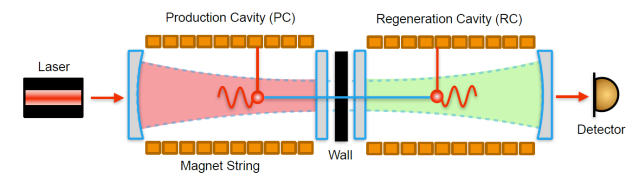 Production Cavity (PC)
Regeneration Cavity (RC)
Laser
Wall
Detector
Magnet String